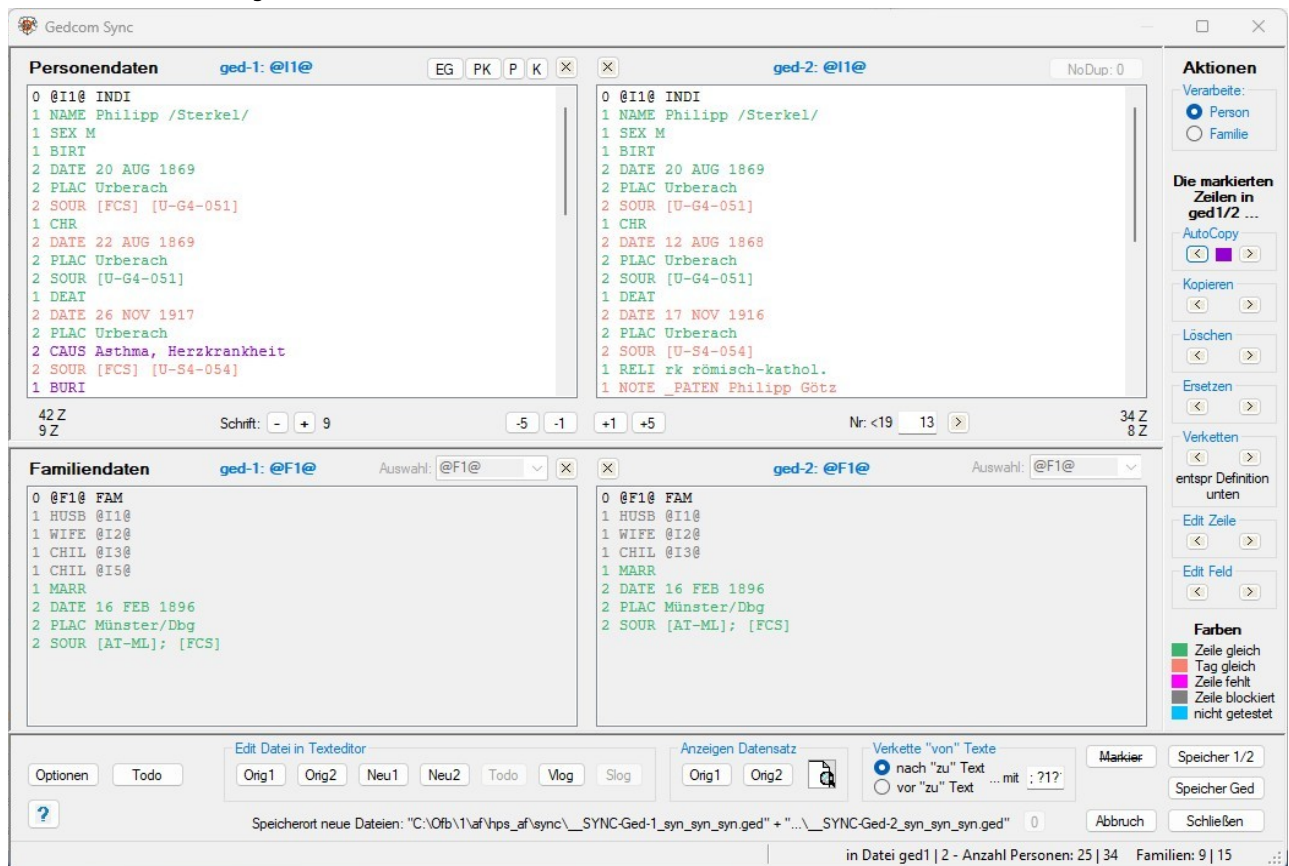 Gedcom Sync
Personendaten ged-1: @I1@ EG PK P K
0 @I1@ INDI
1 NAME Philipp /Sterkel/
1 SEX M
1 BIRT
2 DATE 20 AUG 1869
2 PLAC Urberach
2 SOUR [FCS] [U-G4-051]
1 CHR
2 DATE 22 AUG 1869
2 PLAC Urberach
2 SOUR [U-G4-051]
1 DEAT
2 DATE 26 NOV 1917
2 PLAC Urberach
2 CAUS Asthma, Herzkrankheit
2 SOUR [FCS] [U-S4-054]
1 BURI
42 Z
9 Z
Schrift: - + 9 -5 -1
ged-2: @I1@ NoDup: 0
0 @I1@ INDI
1 NAME Philipp /Sterkel/
1 SEX M
1 BIRT
2 DATE 20 AUG 1869
2 PLAC Urberach
2 SOUR [U-G4-051]
1 CHR
2 DATE 12 AUG 1868
2 PLAC Urberach
2 SOUR [U-G4-051]
1 DEAT
2 DATE 17 NOV 1916
2 PLAC Urberach
2 SOUR [U-S4-054]
1 RELI rk römisch-kathol.
1 NOTE _PATEN Philipp Götz
+1 +5 Nr: <19 13 >
34 Z
8 Z
Familiendaten ged-1: @F1@ Auswahl: @F1@
0 @F1@ FAM
1 HUSB @I1@
1 WIFE @I2@
1 CHIL @I3@
1 CHIL @I5@
1 MARR
2 DATE 16 FEB 1896
2 PLAC Münster/Dbg
2 SOUR [AT-ML]; [FCS]
ged-2: @F1@ Auswahl: @F1@
0 @F1@ FAM
1 HUSB @I1@
1 WIFE @I2@
1 CHIL @I3@
1 MARR
2 DATE 16 FEB 1896
2 PLAC Münster/Dbg
2 SOUR [AT-ML]; [FCS]
Aktionen
Verarbeite:
Person
Familie
Die markierten
Zeilen in
ged1/2 ...
AutoCopy
< >
Kopieren
< >
Löschen
< >
Ersetzen
< >
Verketten
< >
entspr Definition
unten
Edit Zeile
< >
Edit Feld
< >
Farben
Zeile gleich
Tag gleich
Zeile fehlt
Zeile blockiert
nicht getestet
Optionen Todo
?
Edit Datei in Texteditor
Orig1 Orig2 Neu1 Neu2 Todo Vlog Slog
Anzeigen Datensatz
Orig1 Orig2
Verkette "von" Texte
nach "zu" Text
vor "zu" Text
... mit ; ?1?
Markier Speicher 1/2
Speicher Ged
Speicherort neue Dateien: "C:\Ofb\1\af\hps_af\sync\__SYNC-Ged-1_syn_syn_syn.ged" + "...\__SYNC-Ged-2_syn_syn_syn.ged" 0
Abbruch Schließen
in Datei ged1 | 2 - Anzahl Personen: 25 | 34 Familien: 9 | 15